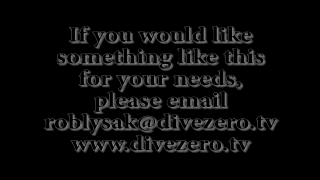 If you would like
something like this
for your needs,
please email
roblysak@divezero.tv
www.divezero.tv